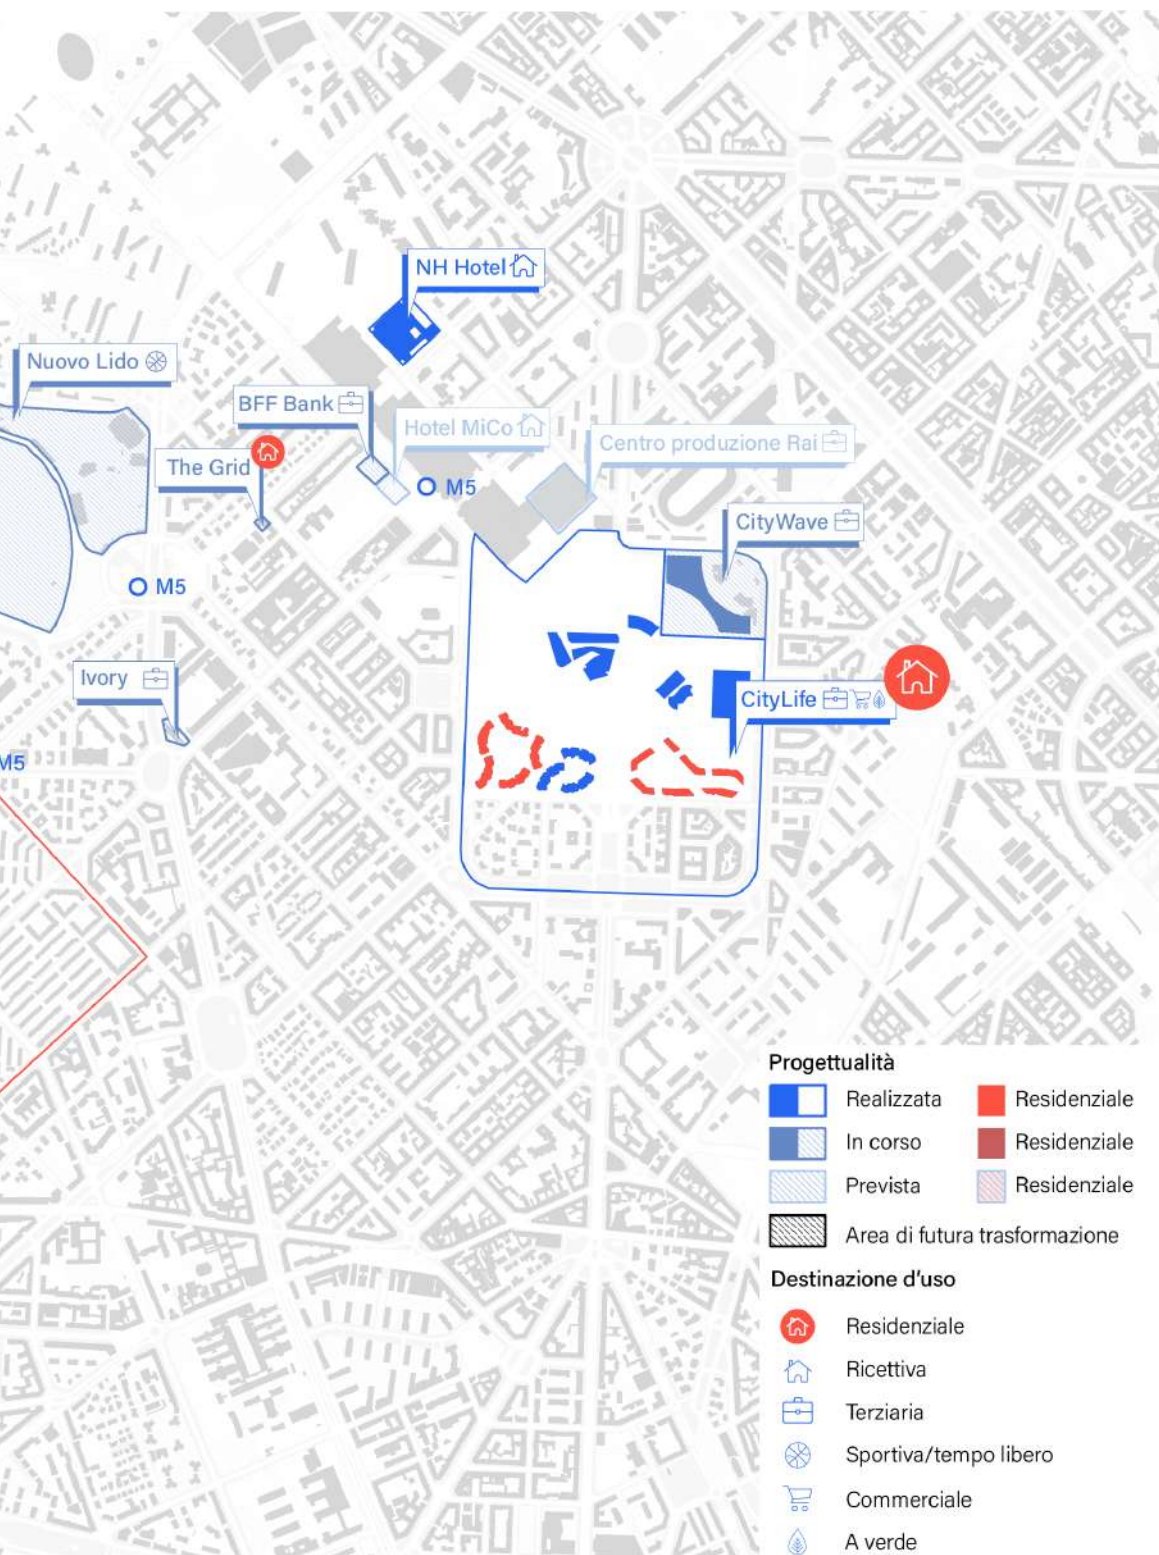 NH Hotel
Nuovo Lido
BFF Bank
Hotel MiCo
Centro produzione Rai
The Grid
M5
CityWave
M5
Ivory
CityLife
M5
Progettualità
Realizzata
Residenziale
In corso
Residenziale
Prevista
Residenziale
Area di futura trasformazione
Destinazione d'uso
Residenziale
Ricettiva
Terziaria
Sportiva/tempo libero
Commerciale
A verde